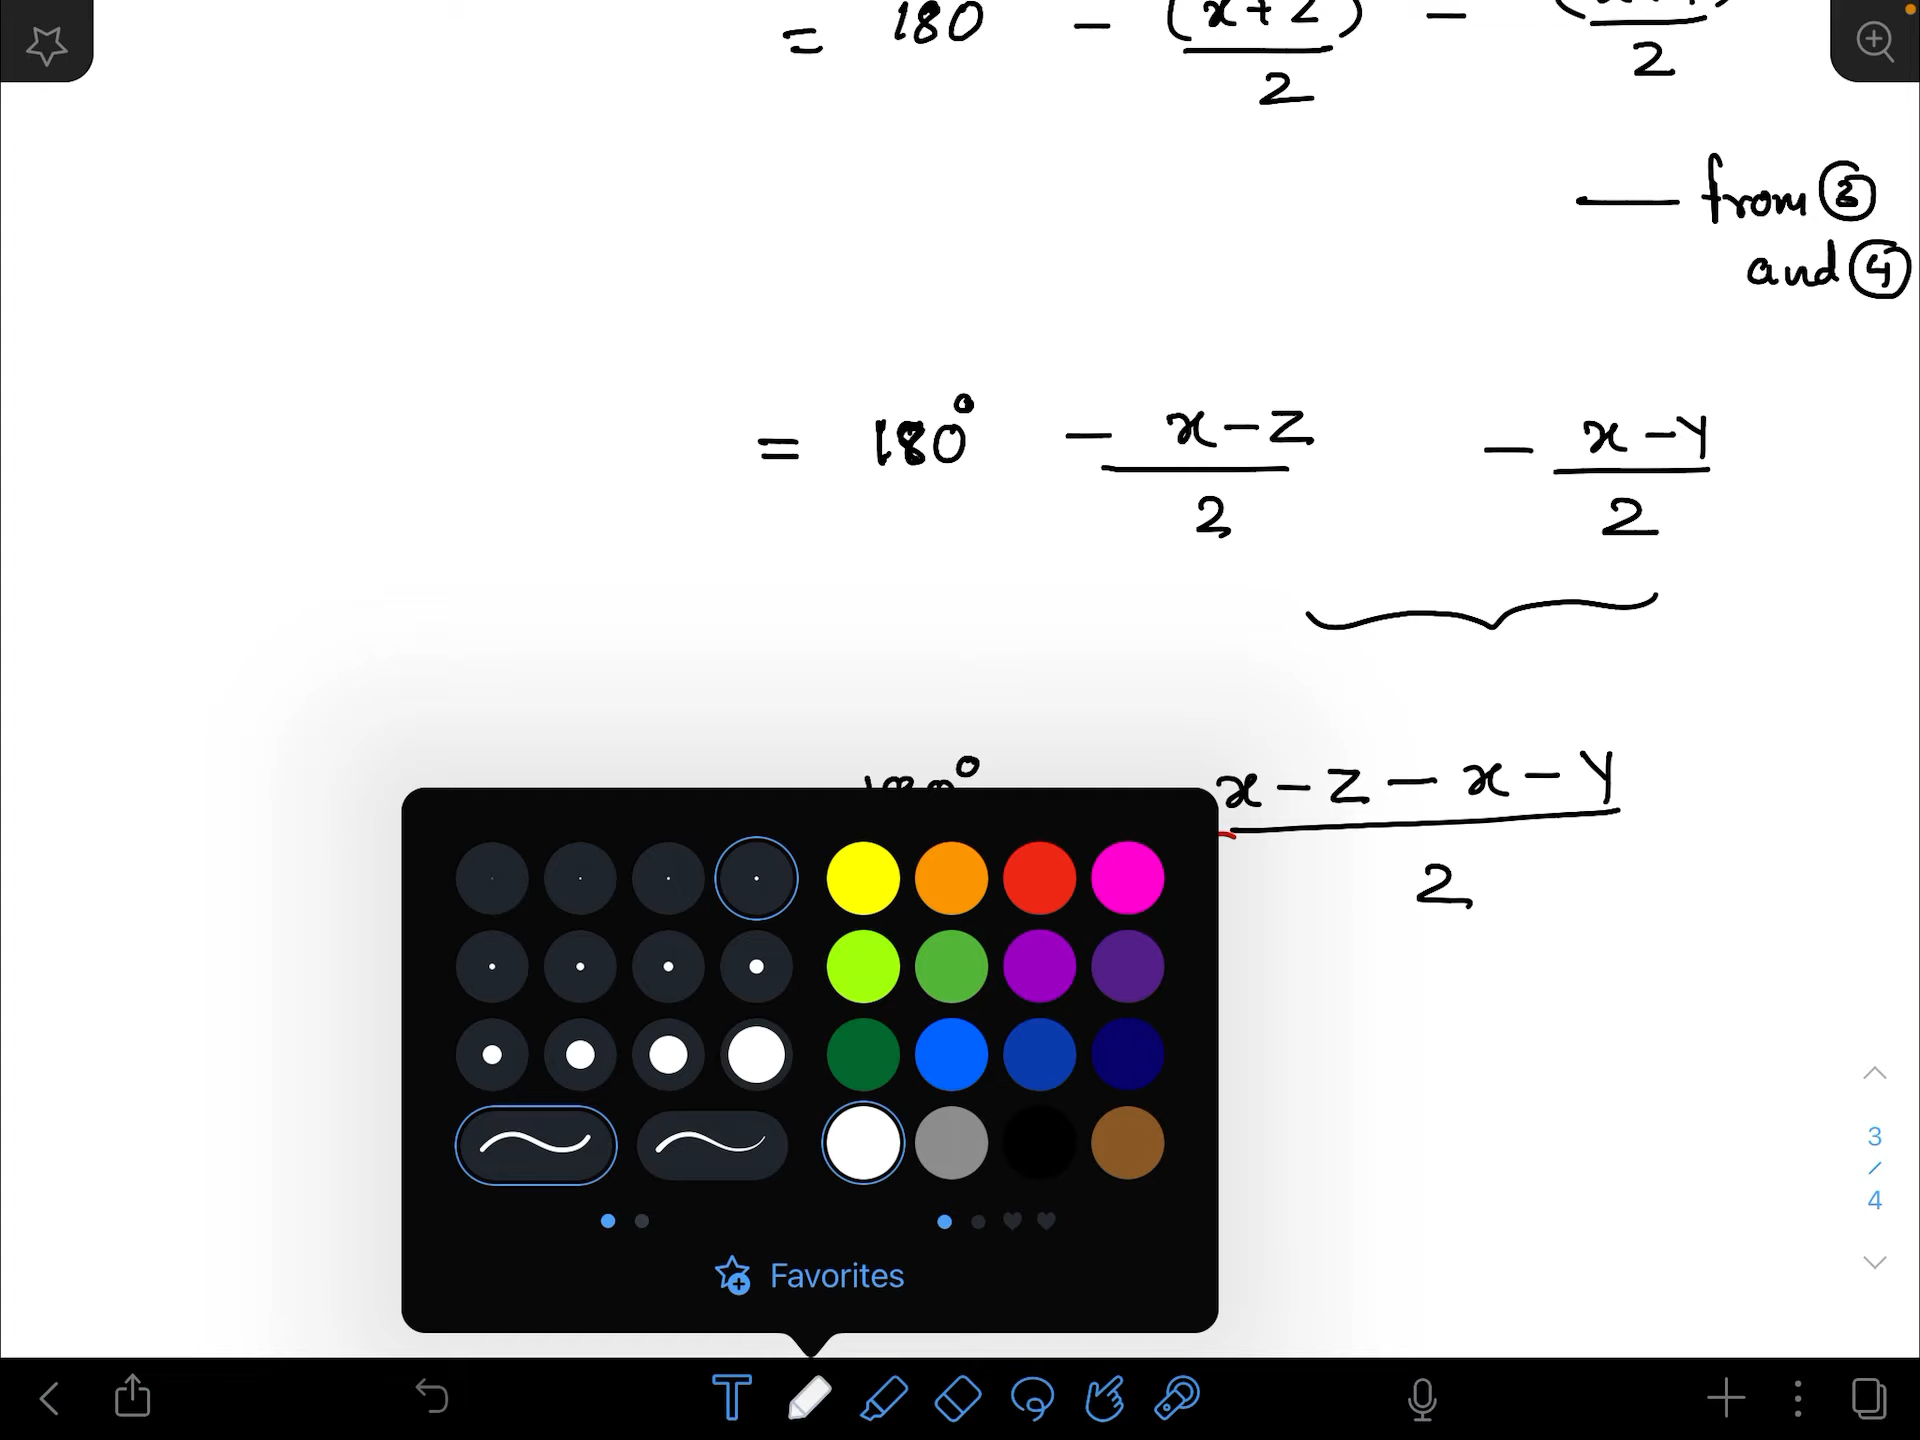 = 180 - (x+z)/2 - 2
— from ③
and ④
= 180° - x-z/2 - x-y/2
x-z-x-y/2
Favorites
3
/
4
T